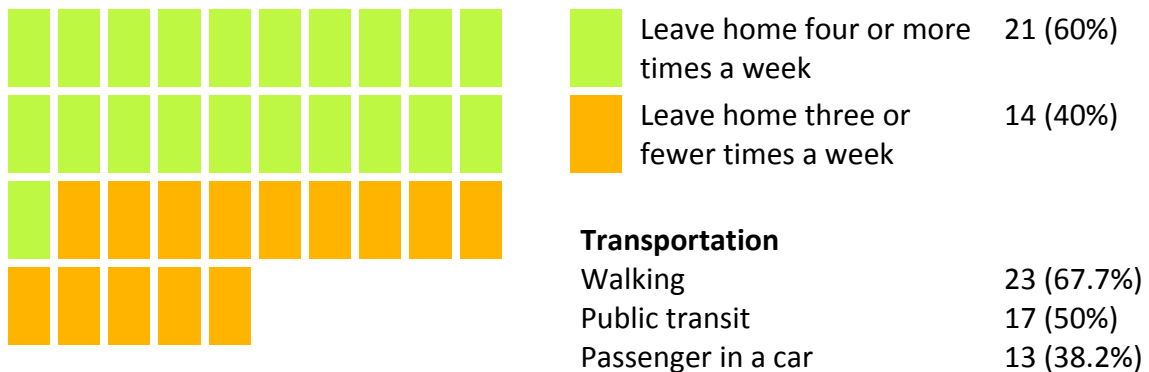 Leave home four or more 21 (60%)
times a week
Leave home three or 14 (40%)
fewer times a week
Transportation
Walking 23 (67.7%)
Public transit 17 (50%)
Passenger in a car 13 (38.2%)